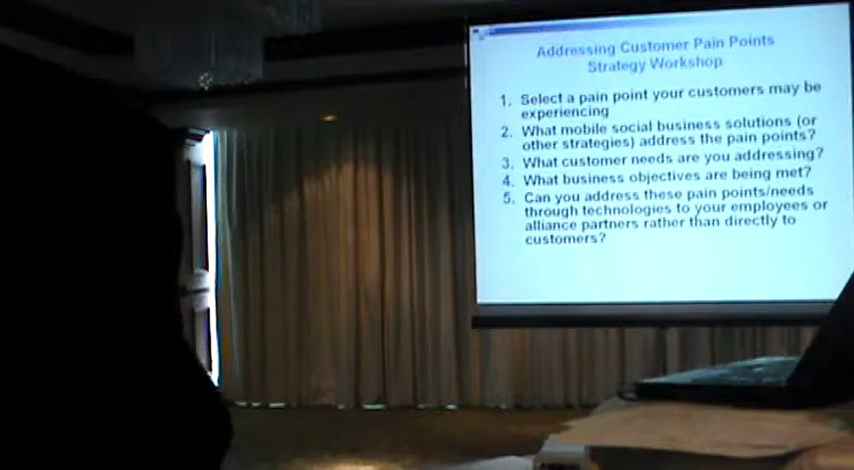 Addressing Customer Pain Points
Strategy Workshop
1. Select a pain point your customers may be
experiencing
2. What mobile social business solutions (or
other strategies) address the pain points?
3. What customer needs are you addressing?
4. What business objectives are being met?
5. Can you address these pain points/needs
through technologies to your employees or
alliance partners rather than directly to
customers?